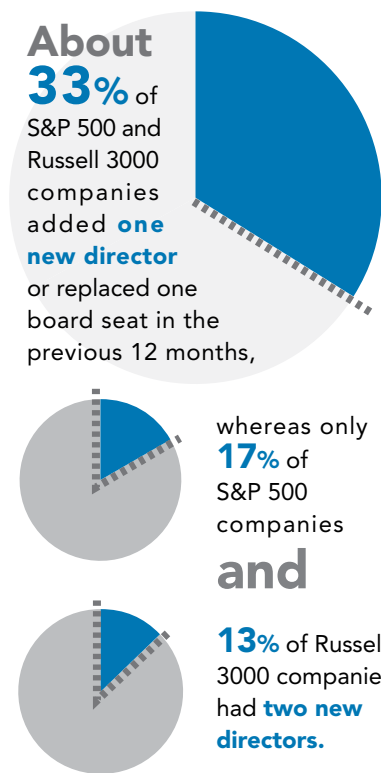 About
33% of
S&P 500 and
Russell 3000
companies
added one
new director
or replaced one
board seat in the
previous 12 months,
whereas only
17% of
S&P 500
companies
and
13% of Russel
3000 companie
had two new
directors.